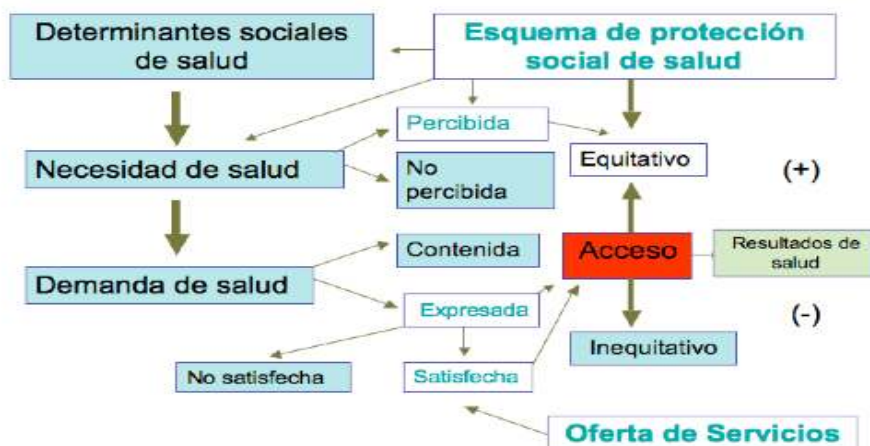 Determinantes sociales
de salud
Esquema de protección
social de salud
Percibida
Necesidad de salud
No
percibida
Equitativo
(+)
Contenida
Acceso
Resultados de
salud
Demanda de salud
Expresada
(-)
No satisfecha
Satisfecha
Inequitativo
Oferta de Servicios